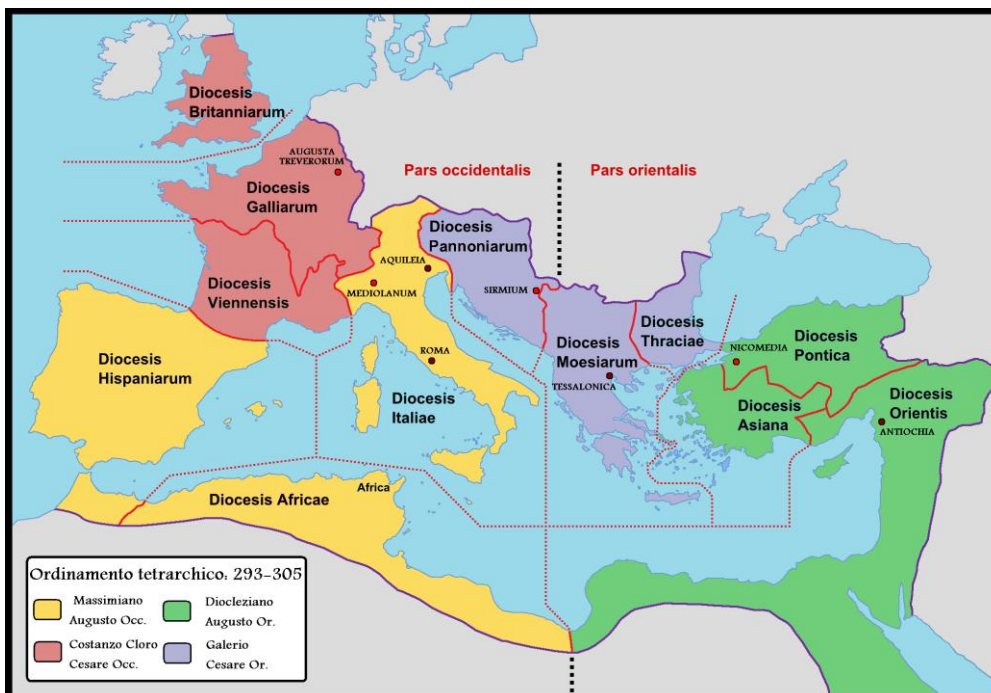 Diocesis
Britanniarum
AUGUSTA
TREVERORUM
Pars occidentalis
Pars orientalis
Diocesis
Galliarum
Diocesis
Pannoniarum
AQUILEIA
Diocesis
Viennensis
MEDIOLANUM
SIRMIUM
Diocesis
Thraciae
Diocesis
Pontica
Diocesis
Hispaniarum
ROMA
Diocesis
Moesiarum
NICOMEDIA
TESSALONICA
Diocesis
Italiae
Diocesis
Asiana
Diocesis
Orientis
ANTIOCHIA
Diocesis Africae
Africa
Ordinamento tetrarchico: 293-305
Massimiano
Augusto Occ.
Diocleziano
Augusto Or.
Costanzo Cloro
Cesare Occ.
Galerio
Cesare Or.